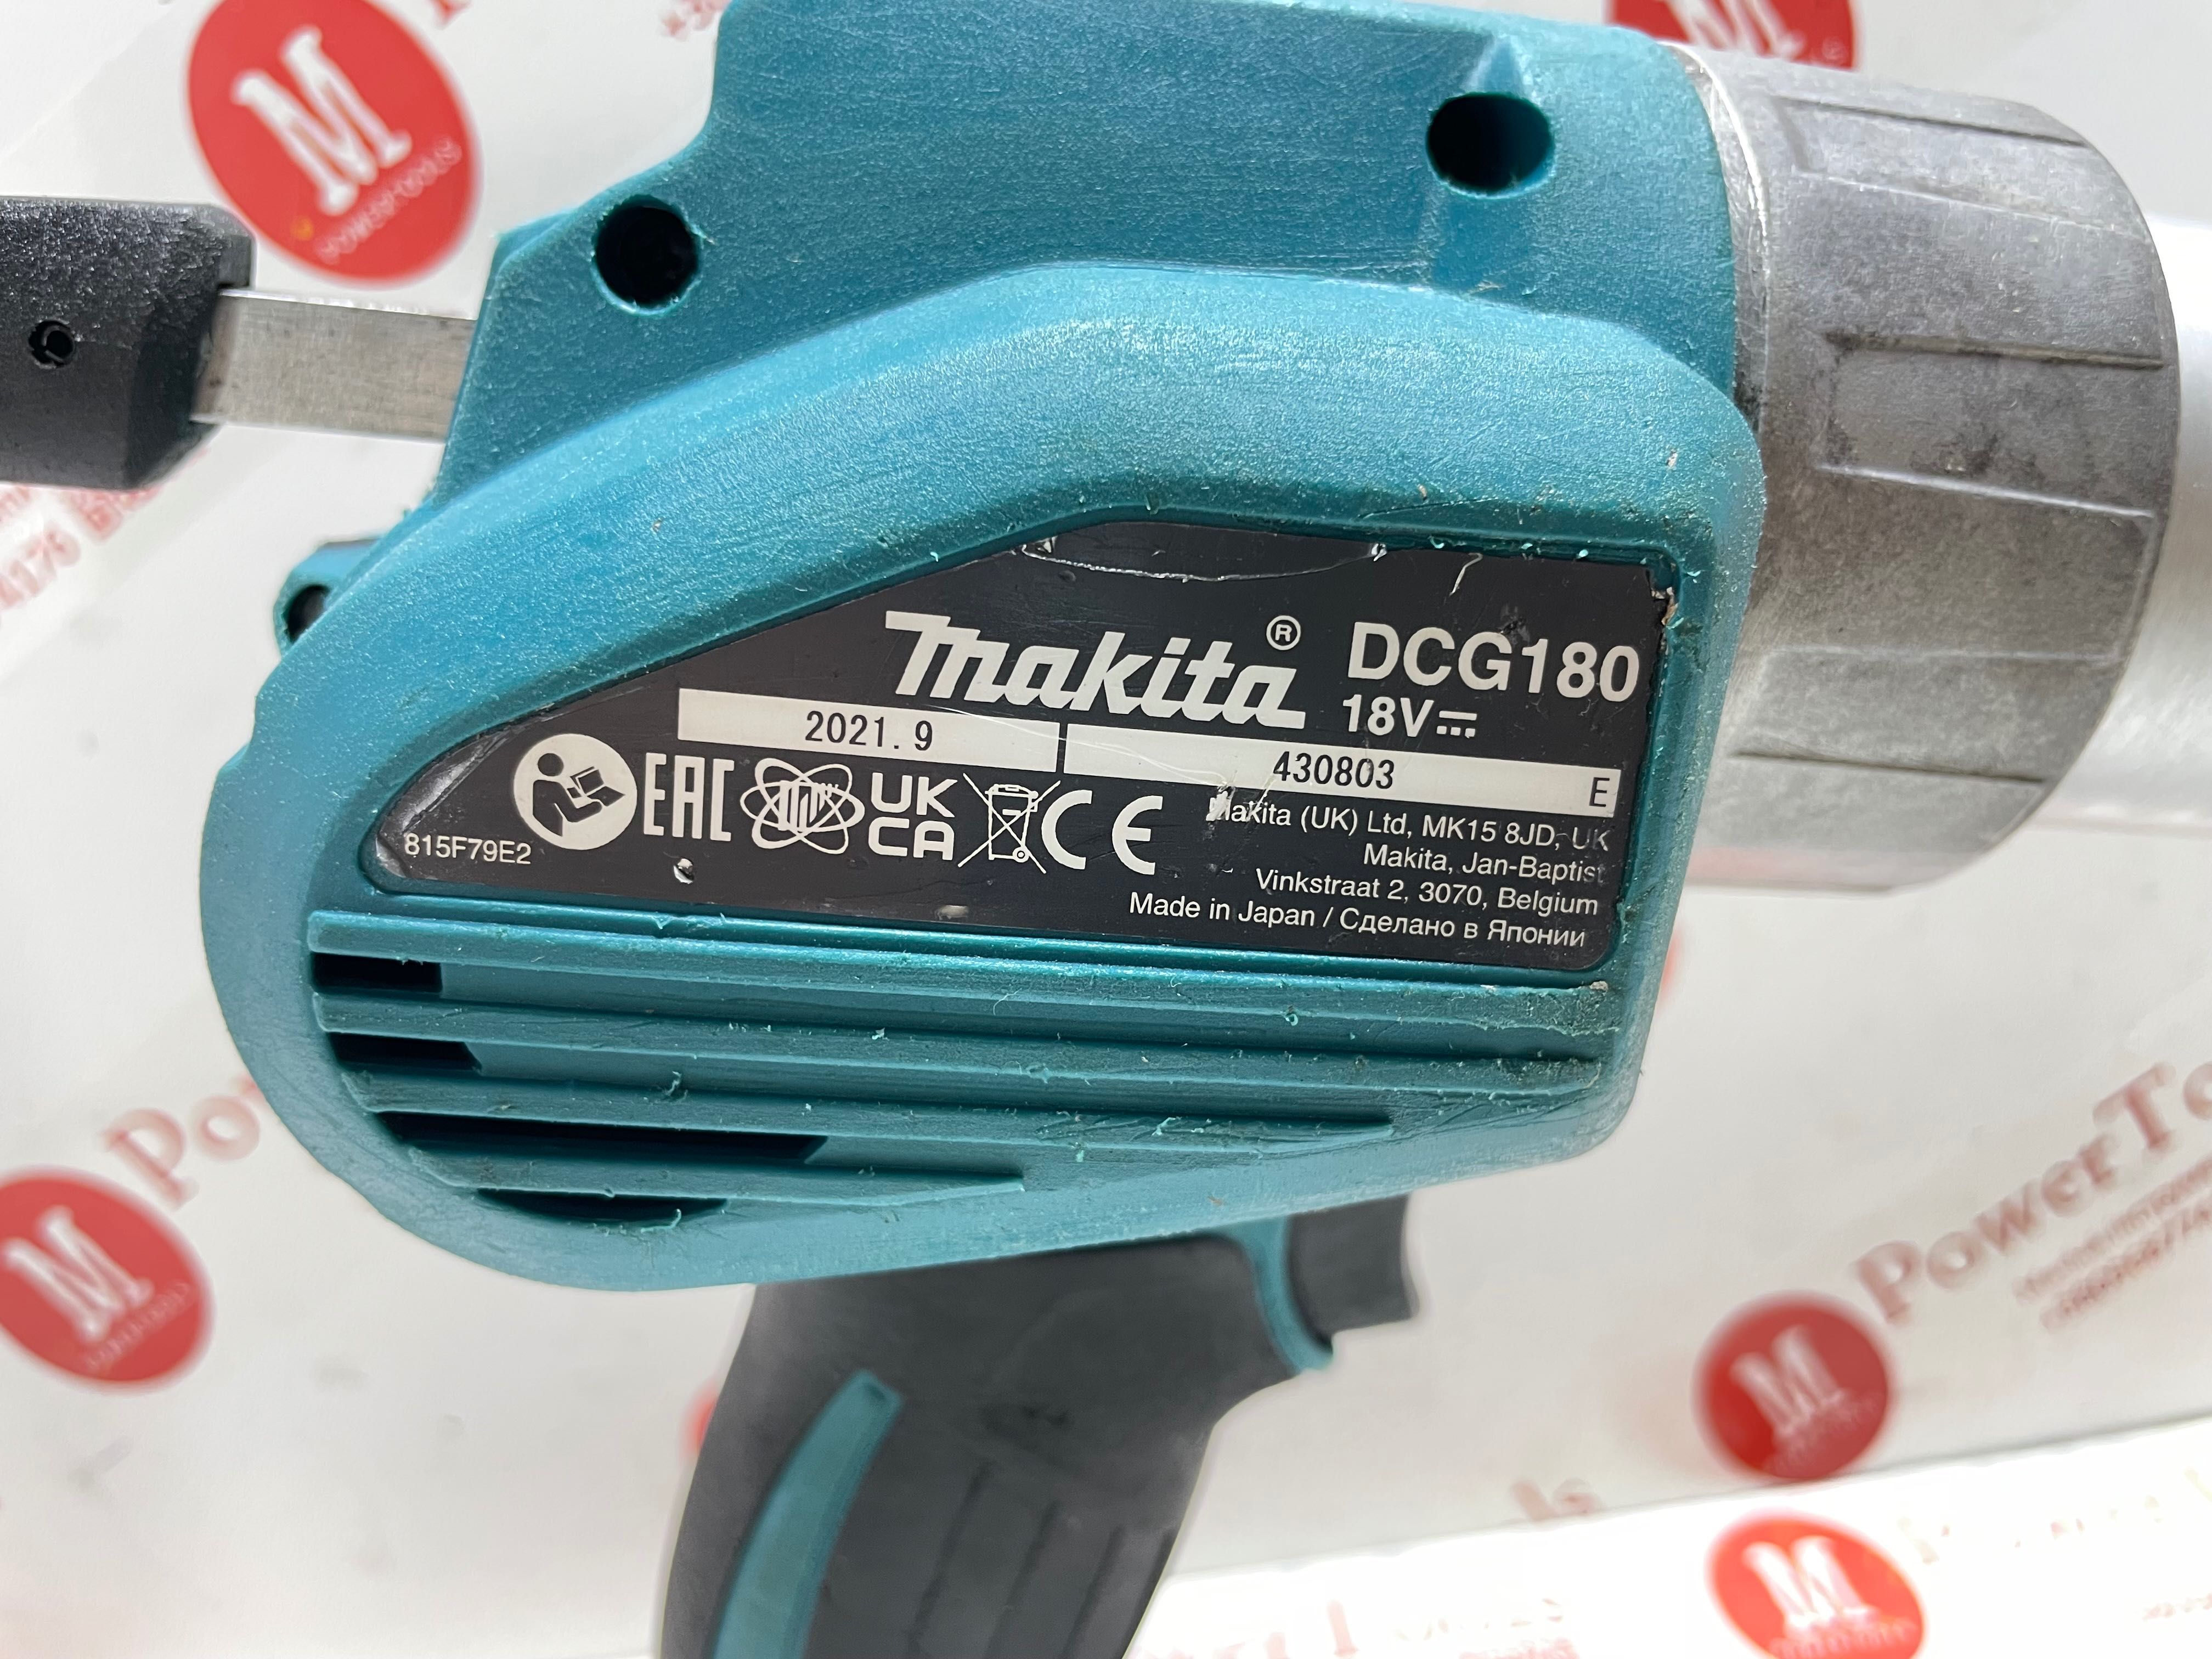 Makita® DCG180
18V
2021.9
430803 E
EAC UK CA CE
815F79E2
Makita (UK) Ltd, MK15 8JD, UK
Makita, Jan-Baptist
Vinkstraat 2, 3070, Belgium
Made in Japan / Сделано в Японии
M
M
M
M
M